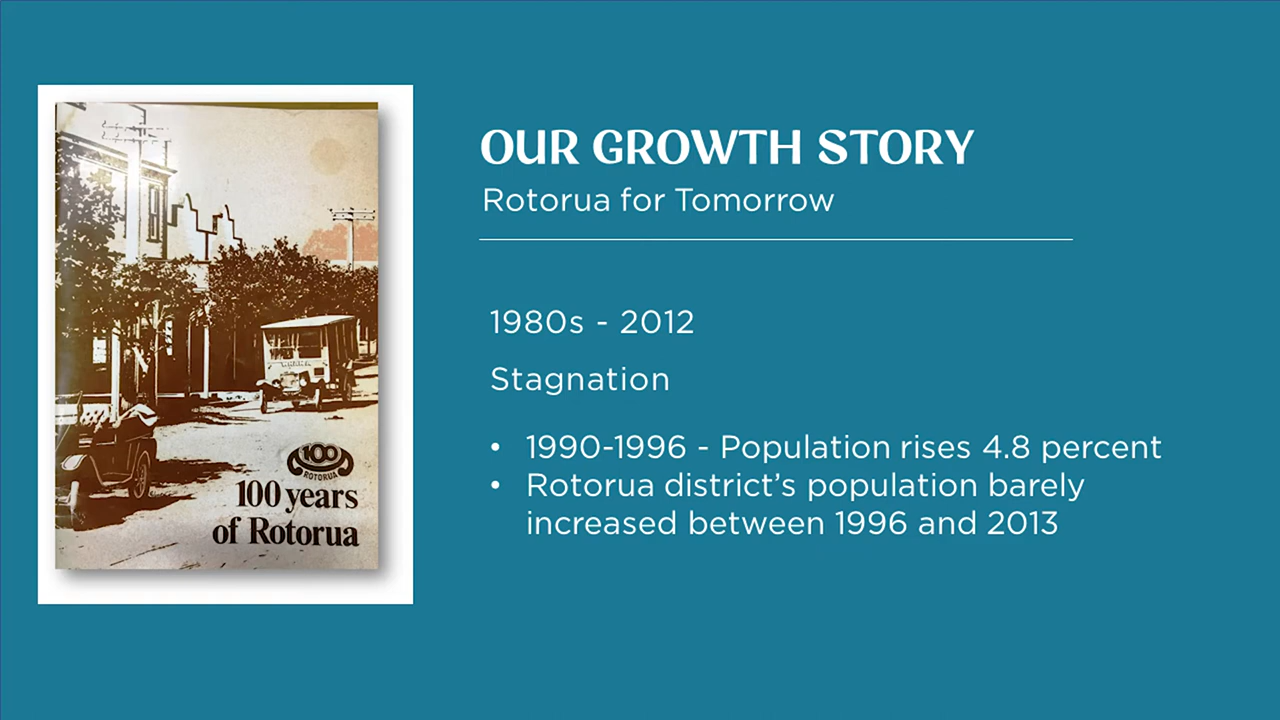 OUR GROWTH STORY
Rotorua for Tomorrow
1980s - 2012
Stagnation
• 1990-1996 - Population rises 4.8 percent
• Rotorua district's population barely
increased between 1996 and 2013
100
ROTORUA
100 years
of Rotorua